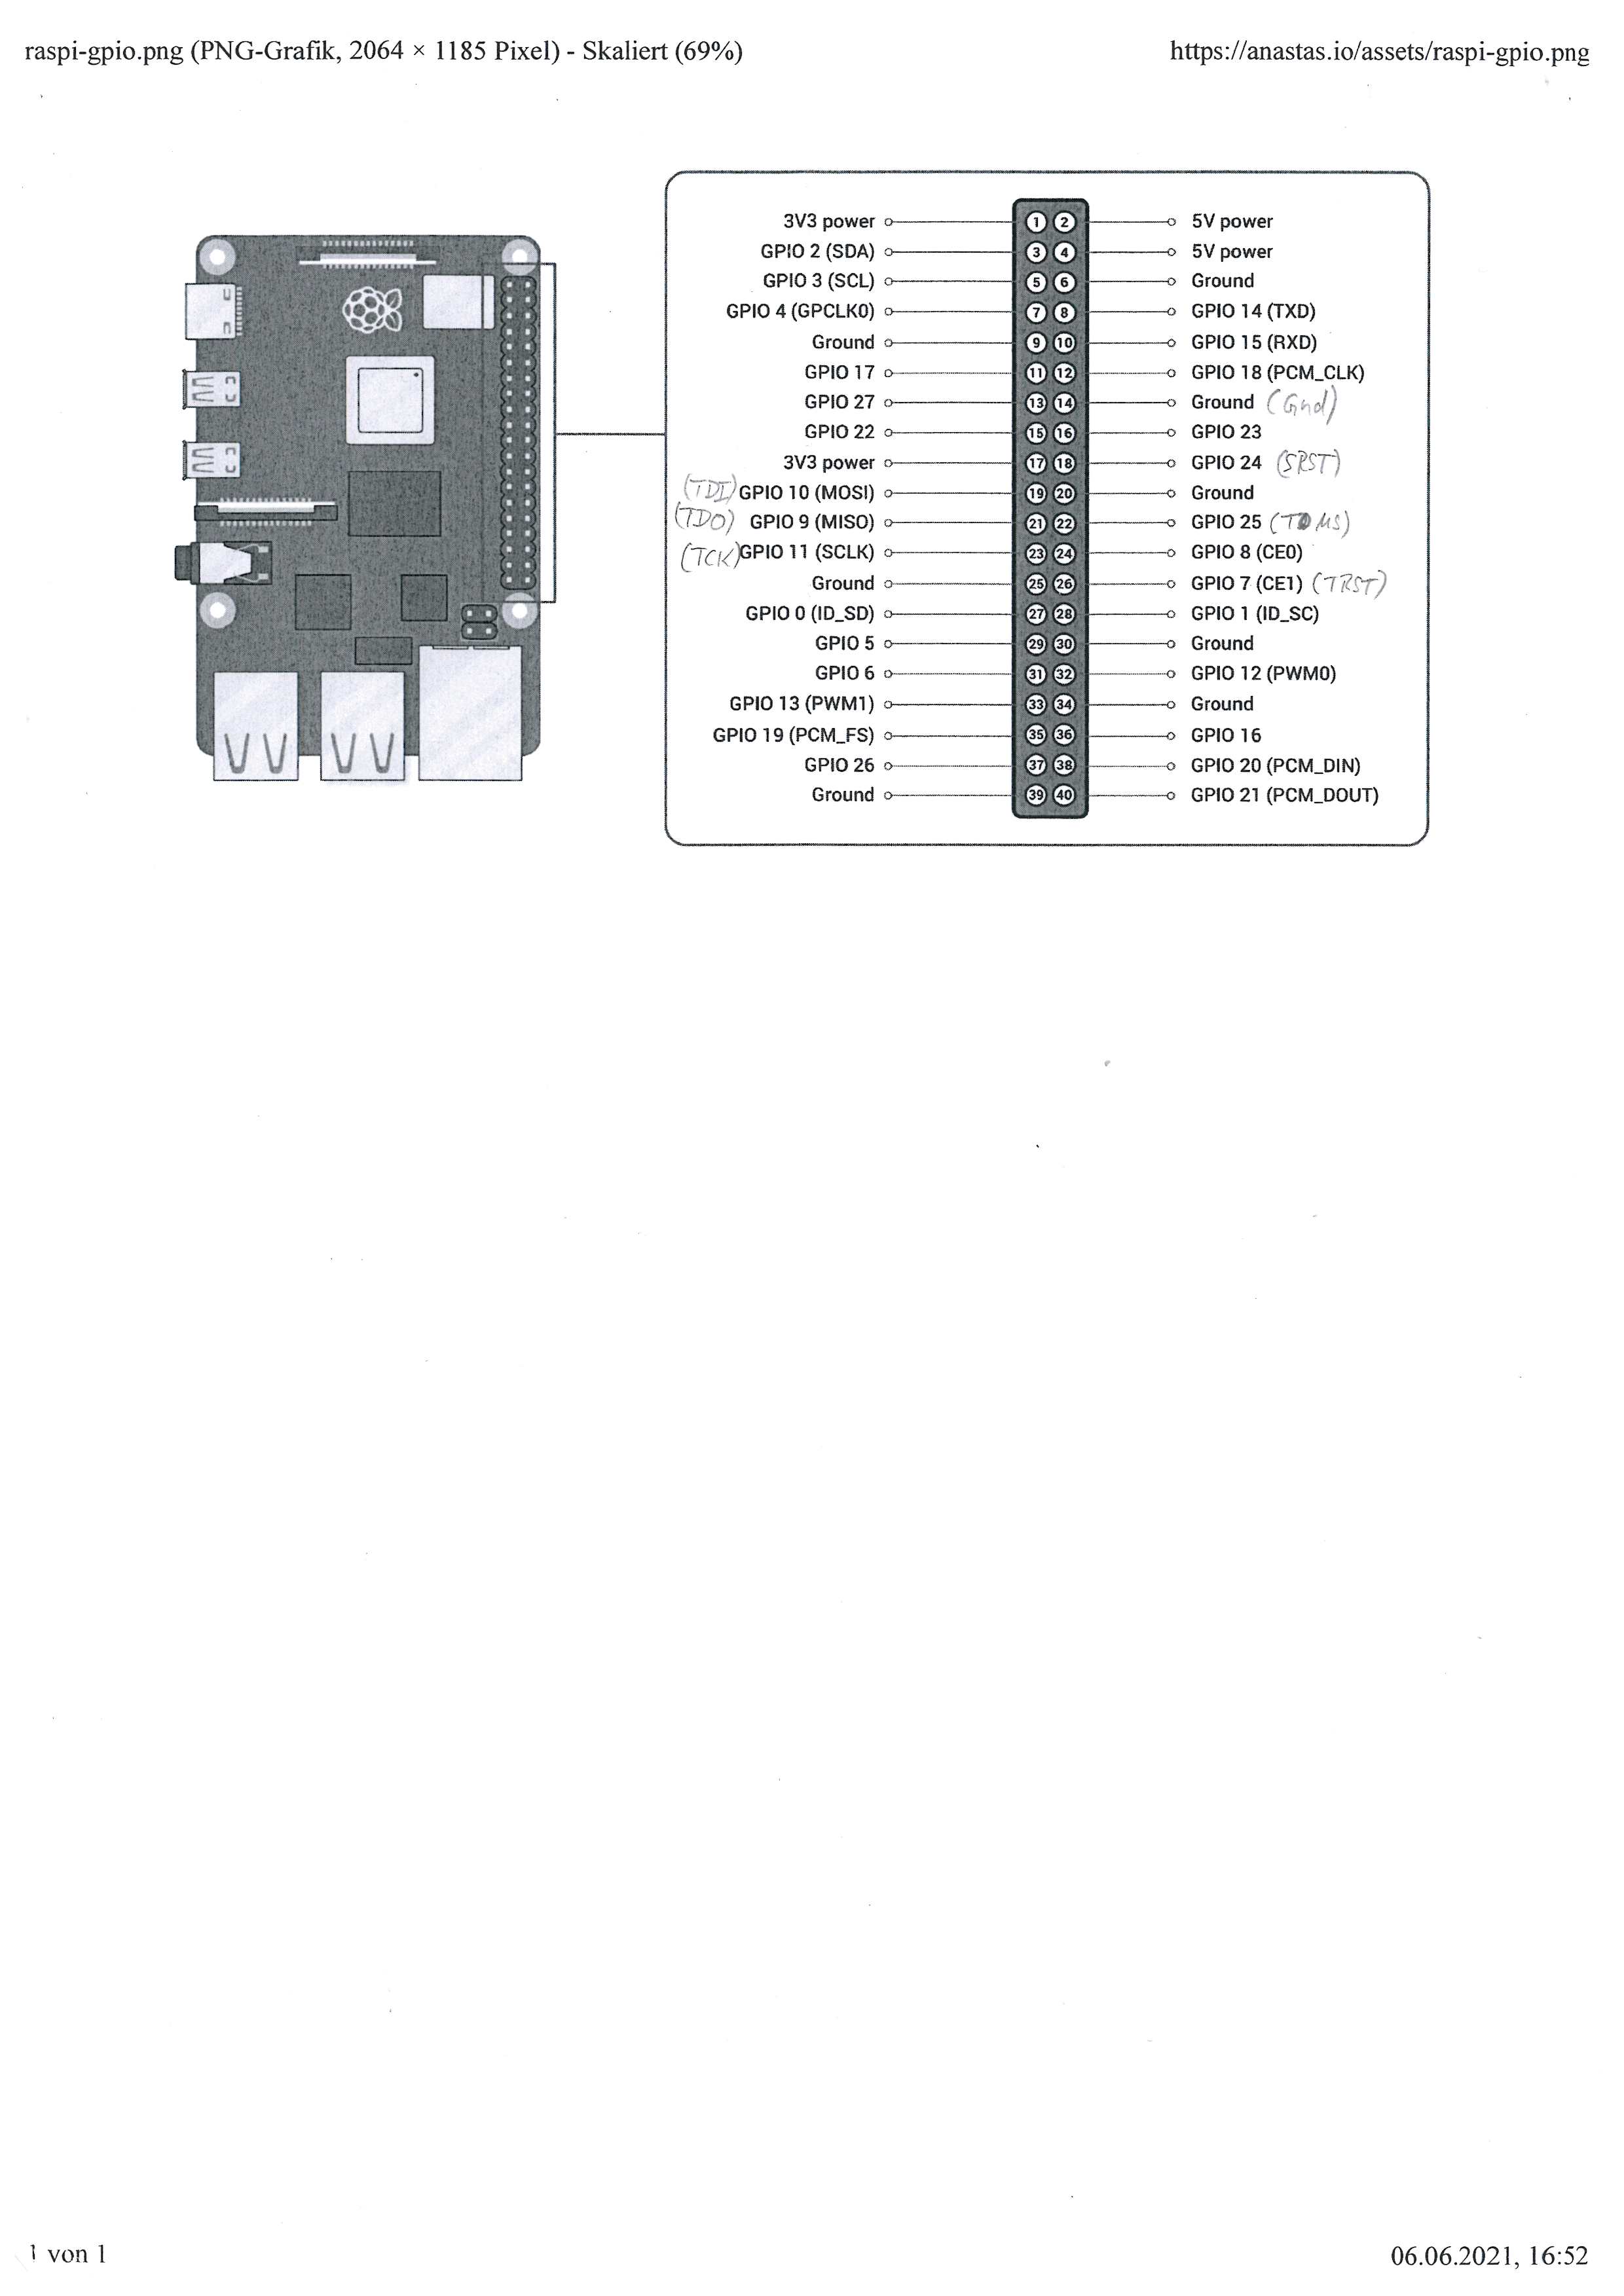 raspi-gpio.png (PNG-Grafik, 2064 × 1185 Pixel) - Skaliert (69%) https://anastas.io/assets/raspi-gpio.png
3V3 power 1 2 5V power
GPIO 2 (SDA) 3 4 5V power
GPIO 3 (SCL) 5 6 Ground
GPIO 4 (GPCLK0) 7 8 GPIO 14 (TXD)
Ground 9 10 GPIO 15 (RXD)
GPIO 17 11 12 GPIO 18 (PCM_CLK)
GPIO 27 13 14 Ground (Gnd)
GPIO 22 15 16 GPIO 23
3V3 power 17 18 GPIO 24 (SRST)
(TDI) GPIO 10 (MOSI) 19 20 Ground
(TDO) GPIO 9 (MISO) 21 22 GPIO 25 (TMS)
(TCK) GPIO 11 (SCLK) 23 24 GPIO 8 (CE0)
Ground 25 26 GPIO 7 (CE1) (TRST)
GPIO 0 (ID_SD) 27 28 GPIO 1 (ID_SC)
GPIO 5 29 30 Ground
GPIO 6 31 32 GPIO 12 (PWM0)
GPIO 13 (PWM1) 33 34 Ground
GPIO 19 (PCM_FS) 35 36 GPIO 16
GPIO 26 37 38 GPIO 20 (PCM_DIN)
Ground 39 40 GPIO 21 (PCM_DOUT)
1 von 1 06.06.2021, 16:52